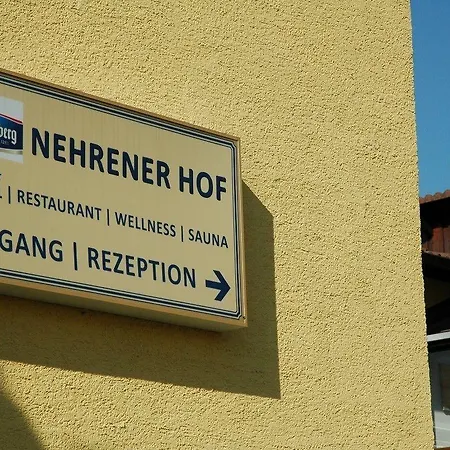 NEHRENER HOF
| RESTAURANT | WELLNESS | SAUNA
GANG | REZEPTION →